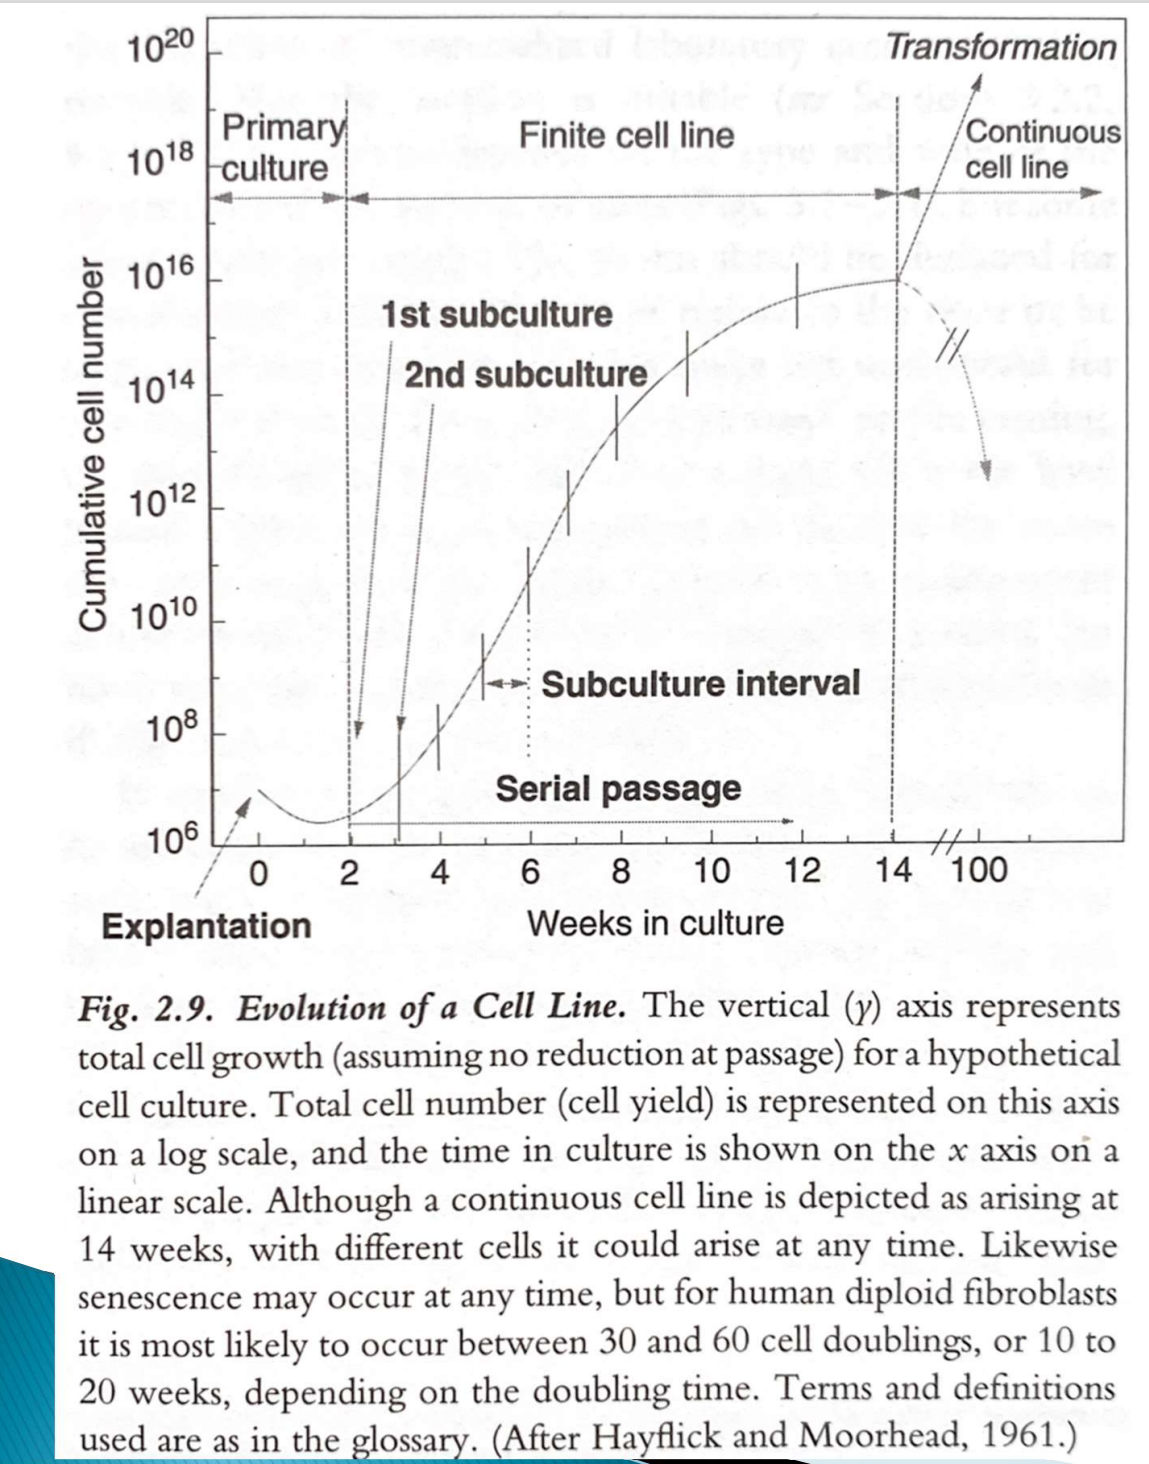 10²⁰
Transformation
Primary
culture
Finite cell line
Continuous
cell line
10¹⁸
10¹⁶
1st subculture
2nd subculture
10¹⁴
10¹²
10¹⁰
Subculture interval
10⁸
Serial passage
10⁶
Cumulative cell number
0 2 4 6 8 10 12 14 100
Explantation
Weeks in culture
Fig. 2.9. Evolution of a Cell Line. The vertical (y) axis represents
total cell growth (assuming no reduction at passage) for a hypothetical
cell culture. Total cell number (cell yield) is represented on this axis
on a log scale, and the time in culture is shown on the x axis on a
linear scale. Although a continuous cell line is depicted as arising at
14 weeks, with different cells it could arise at any time. Likewise
senescence may occur at any time, but for human diploid fibroblasts
it is most likely to occur between 30 and 60 cell doublings, or 10 to
20 weeks, depending on the doubling time. Terms and definitions
used are as in the glossary. (After Hayflick and Moorhead, 1961.)